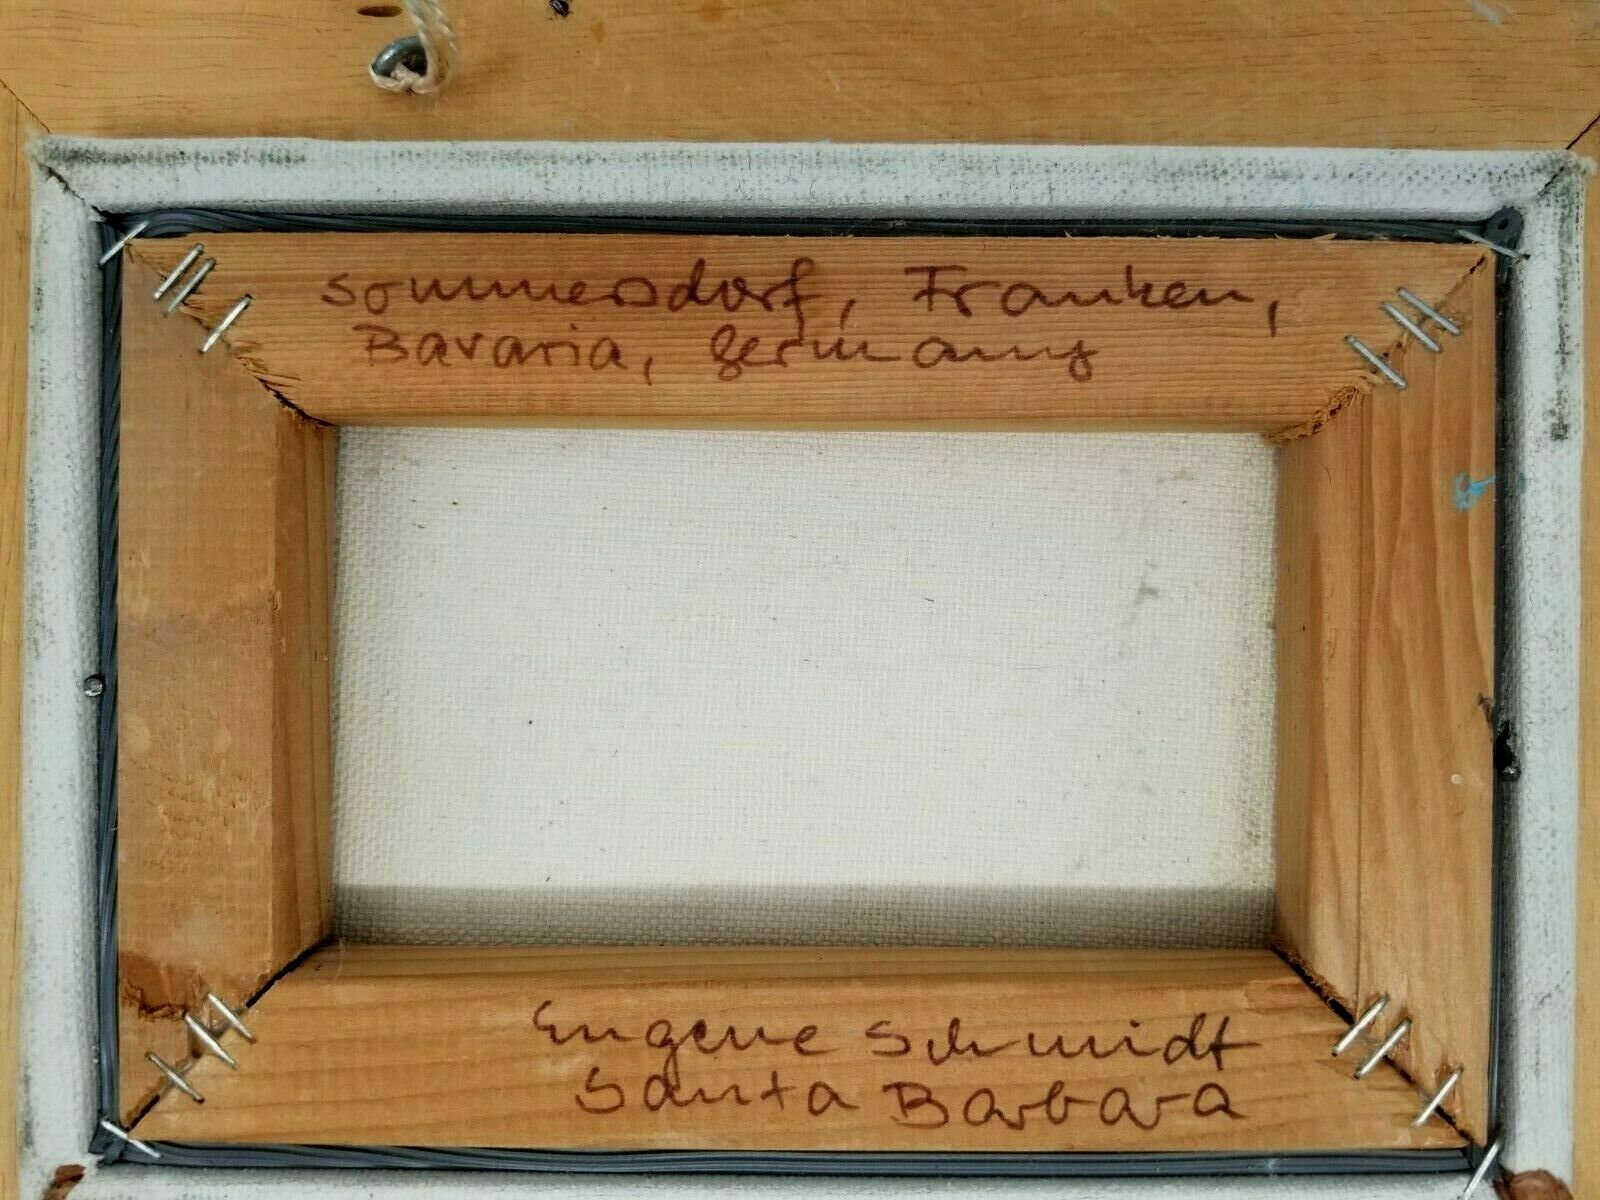 Sommersdorf, Franken,
Bavaria, Germany
Eugene Schmidt
Santa Barbara